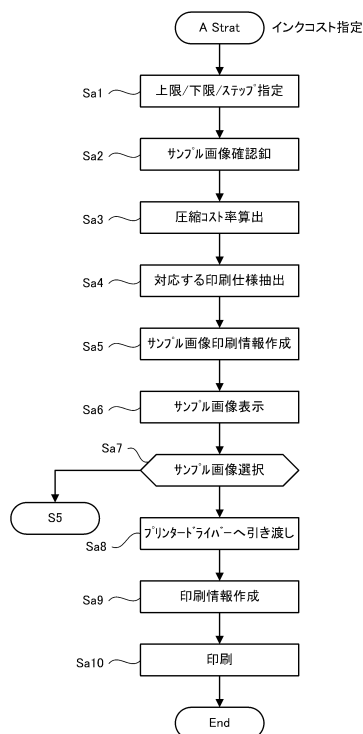 A Strat インクコスト指定
Sa1 上限/下限/ステップ指定
Sa2 サンプル画像確認釦
Sa3 圧縮コスト率算出
Sa4 対応する印刷仕様抽出
Sa5 サンプル画像印刷情報作成
Sa6 サンプル画像表示
Sa7 サンプル画像選択
S5
Sa8 プリンタードライバーへ引き渡し
Sa9 印刷情報作成
Sa10 印刷
End